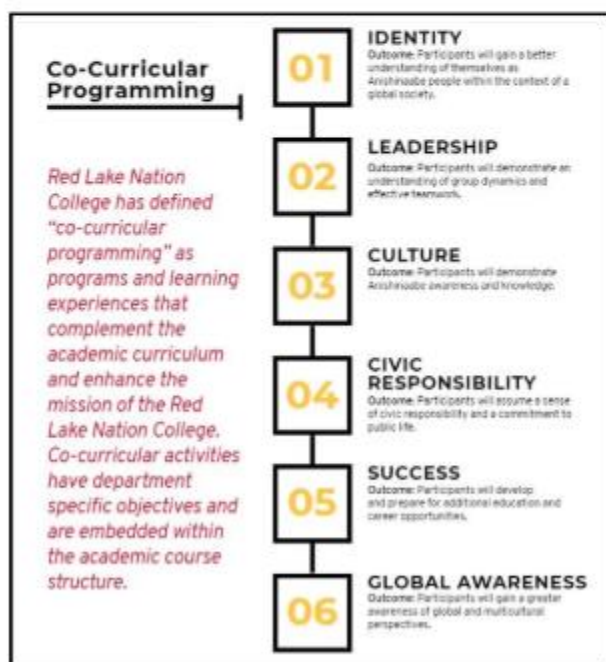 Co-Curricular
Programming
Red Lake Nation
College has defined
“co-curricular
programming” as
programs and learning
experiences that
complement the
academic curriculum
and enhance the
mission of the Red
Lake Nation College.
Co-curricular activities
have department
specific objectives and
are embedded within
the academic course
structure.
01
IDENTITY
Outcome: Participants will gain a better
understanding of themselves as
Anishinaabe people within the context of a
global society.
02
LEADERSHIP
Outcome: Participants will demonstrate an
understanding of group dynamics and
effective teamwork.
03
CULTURE
Outcome: Participants will demonstrate
Anishinaabe awareness and knowledge.
04
CIVIC
RESPONSIBILITY
Outcome: Participants will assume a sense
of civic responsibility and a commitment to
public life.
05
SUCCESS
Outcome: Participants will develop
and prepare for additional education and
career opportunities.
06
GLOBAL AWARENESS
Outcome: Participants will gain a greater
awareness of global and multicultural
perspectives.